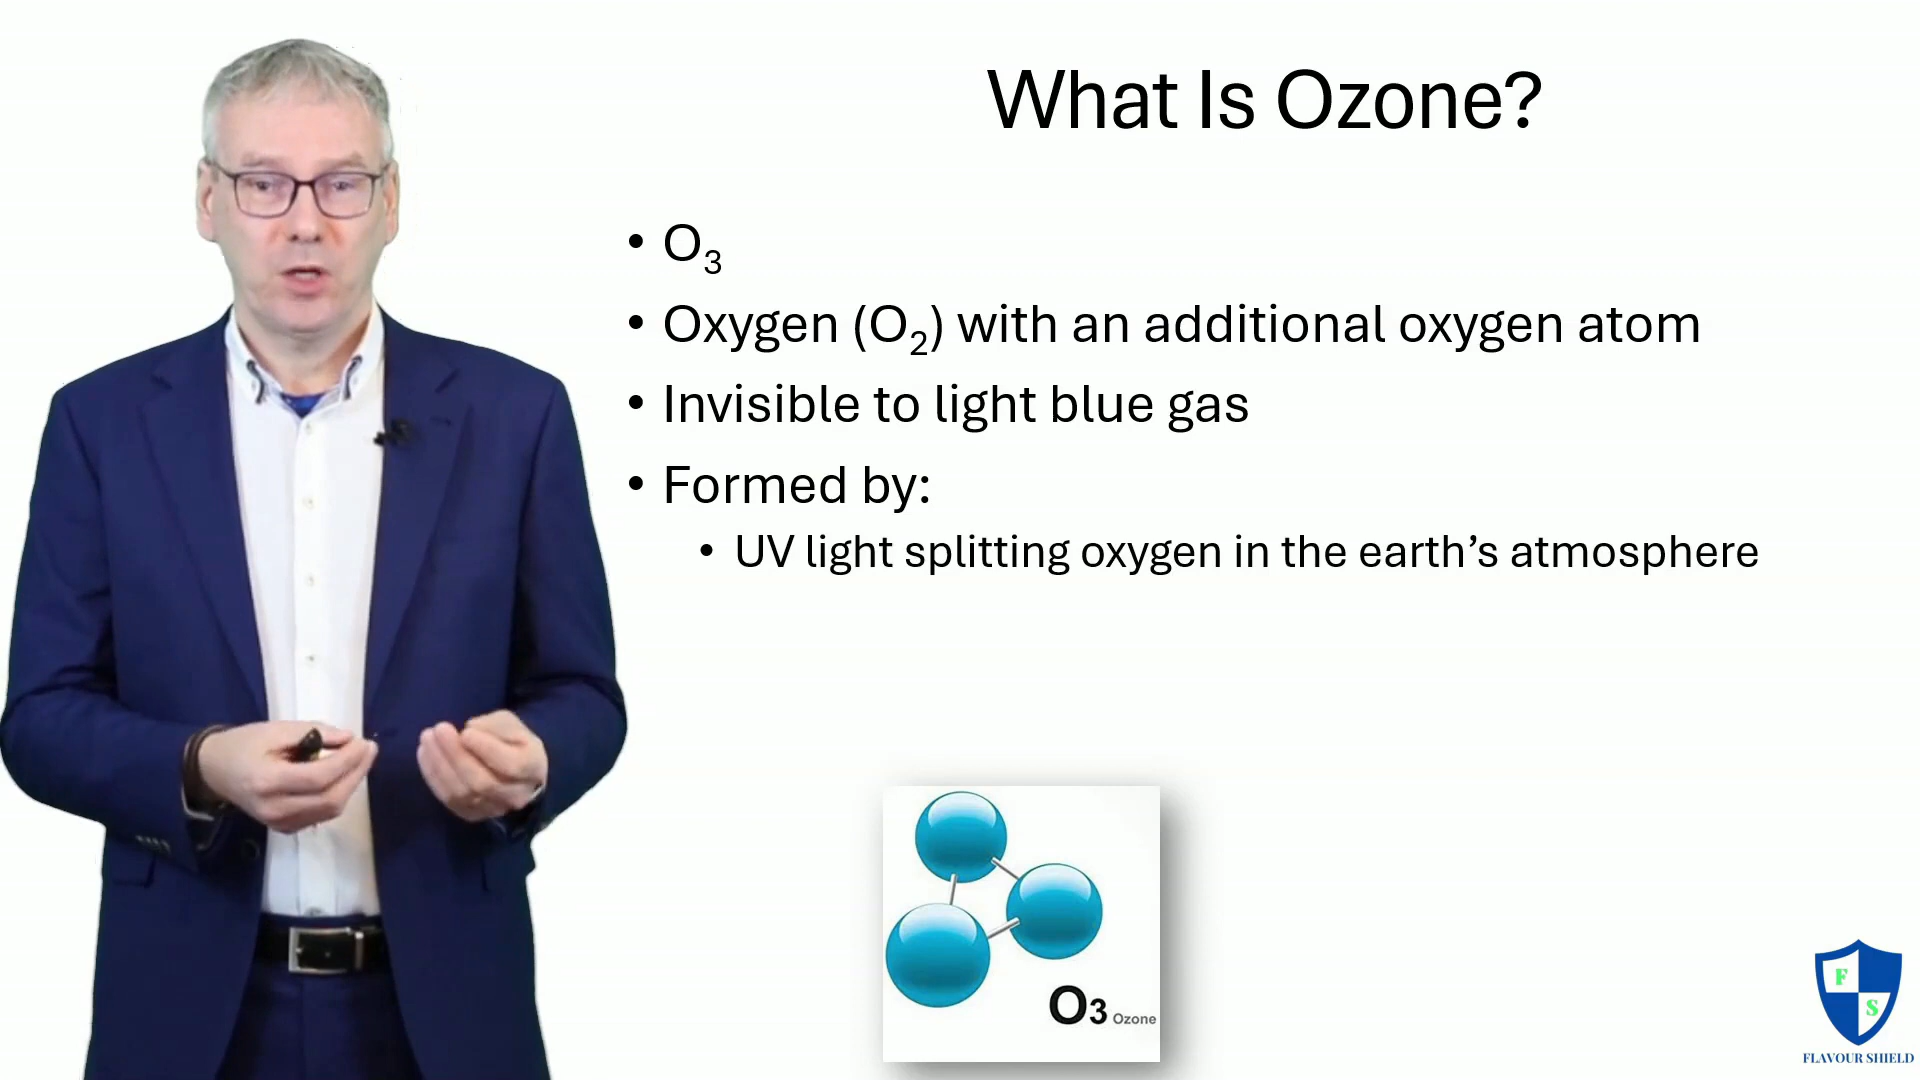 What Is Ozone?
• O₃
• Oxygen (O₂) with an additional oxygen atom
• Invisible to light blue gas
• Formed by:
• UV light splitting oxygen in the earth’s atmosphere
O3 Ozone
F
S
FLAVOUR SHIELD